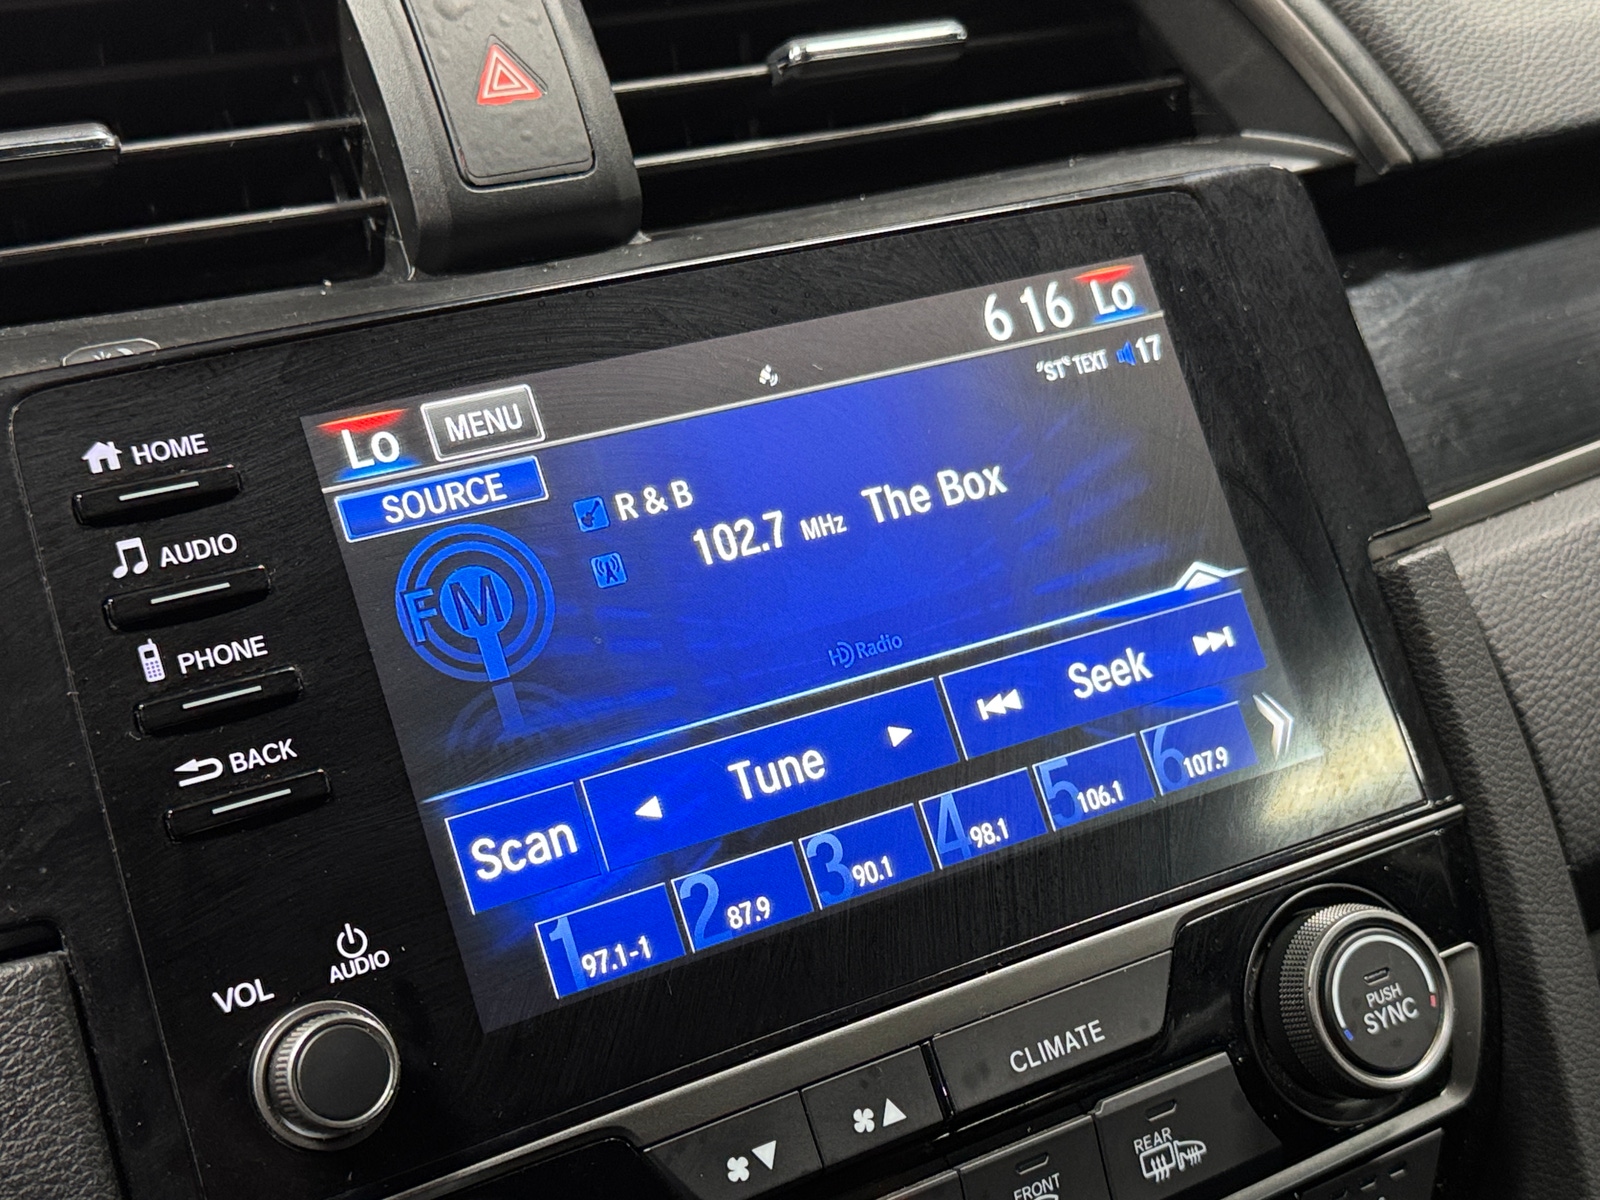 6 16 Lo
Lo MENU
"ST" TEXT 17
HOME
SOURCE
R & B
102.7 MHz The Box
AUDIO
FM
HD Radio
PHONE
Seek
BACK
Tune
Scan
1 97.1-1
2 87.9
3 90.1
4 98.1
5 106.1
6 107.9
VOL
AUDIO
PUSH
SYNC
CLIMATE
REAR
FRONT